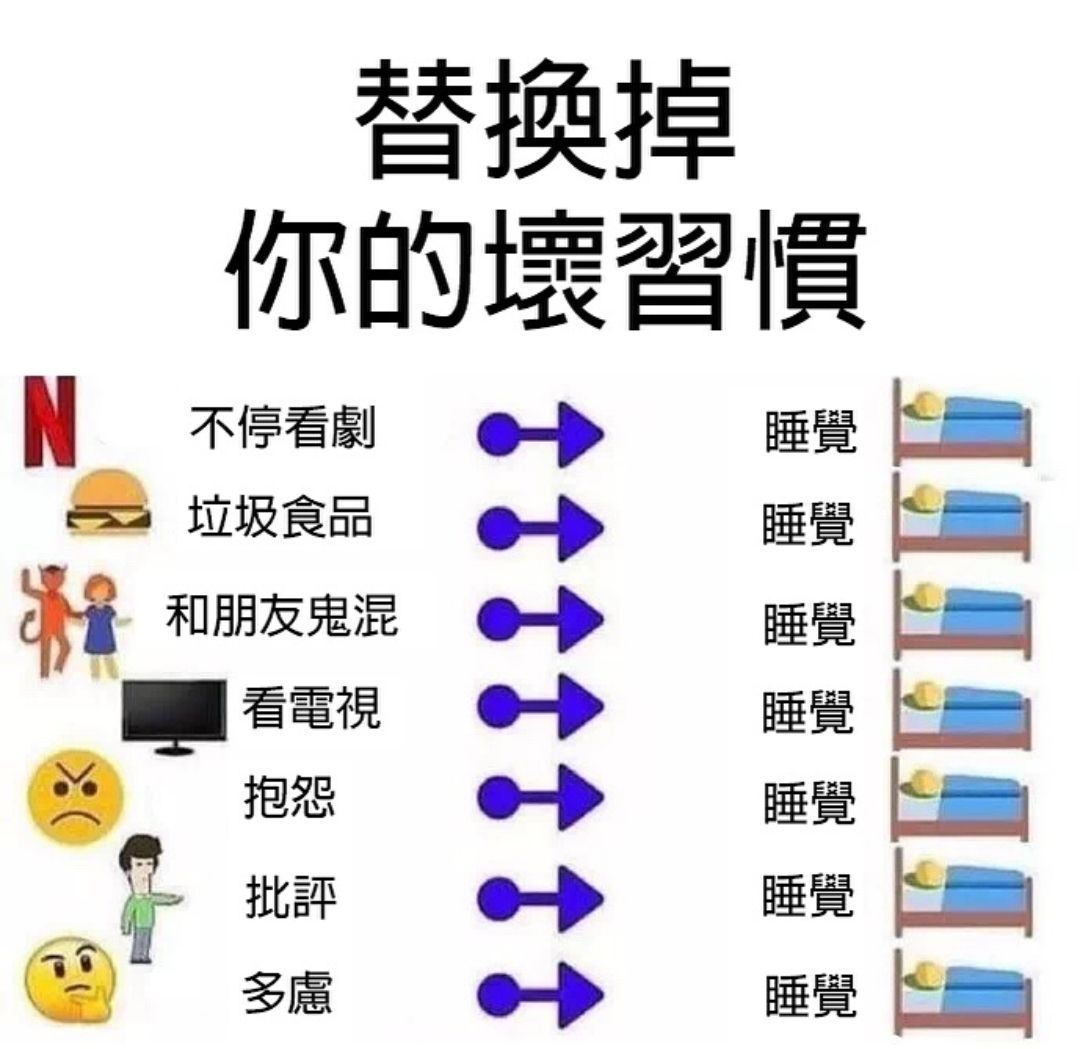 替換掉
你的壞習慣
N
不停看劇 睡覺
垃圾食品 睡覺
和朋友鬼混 睡覺
看電視 睡覺
抱怨 睡覺
批評 睡覺
多慮 睡覺